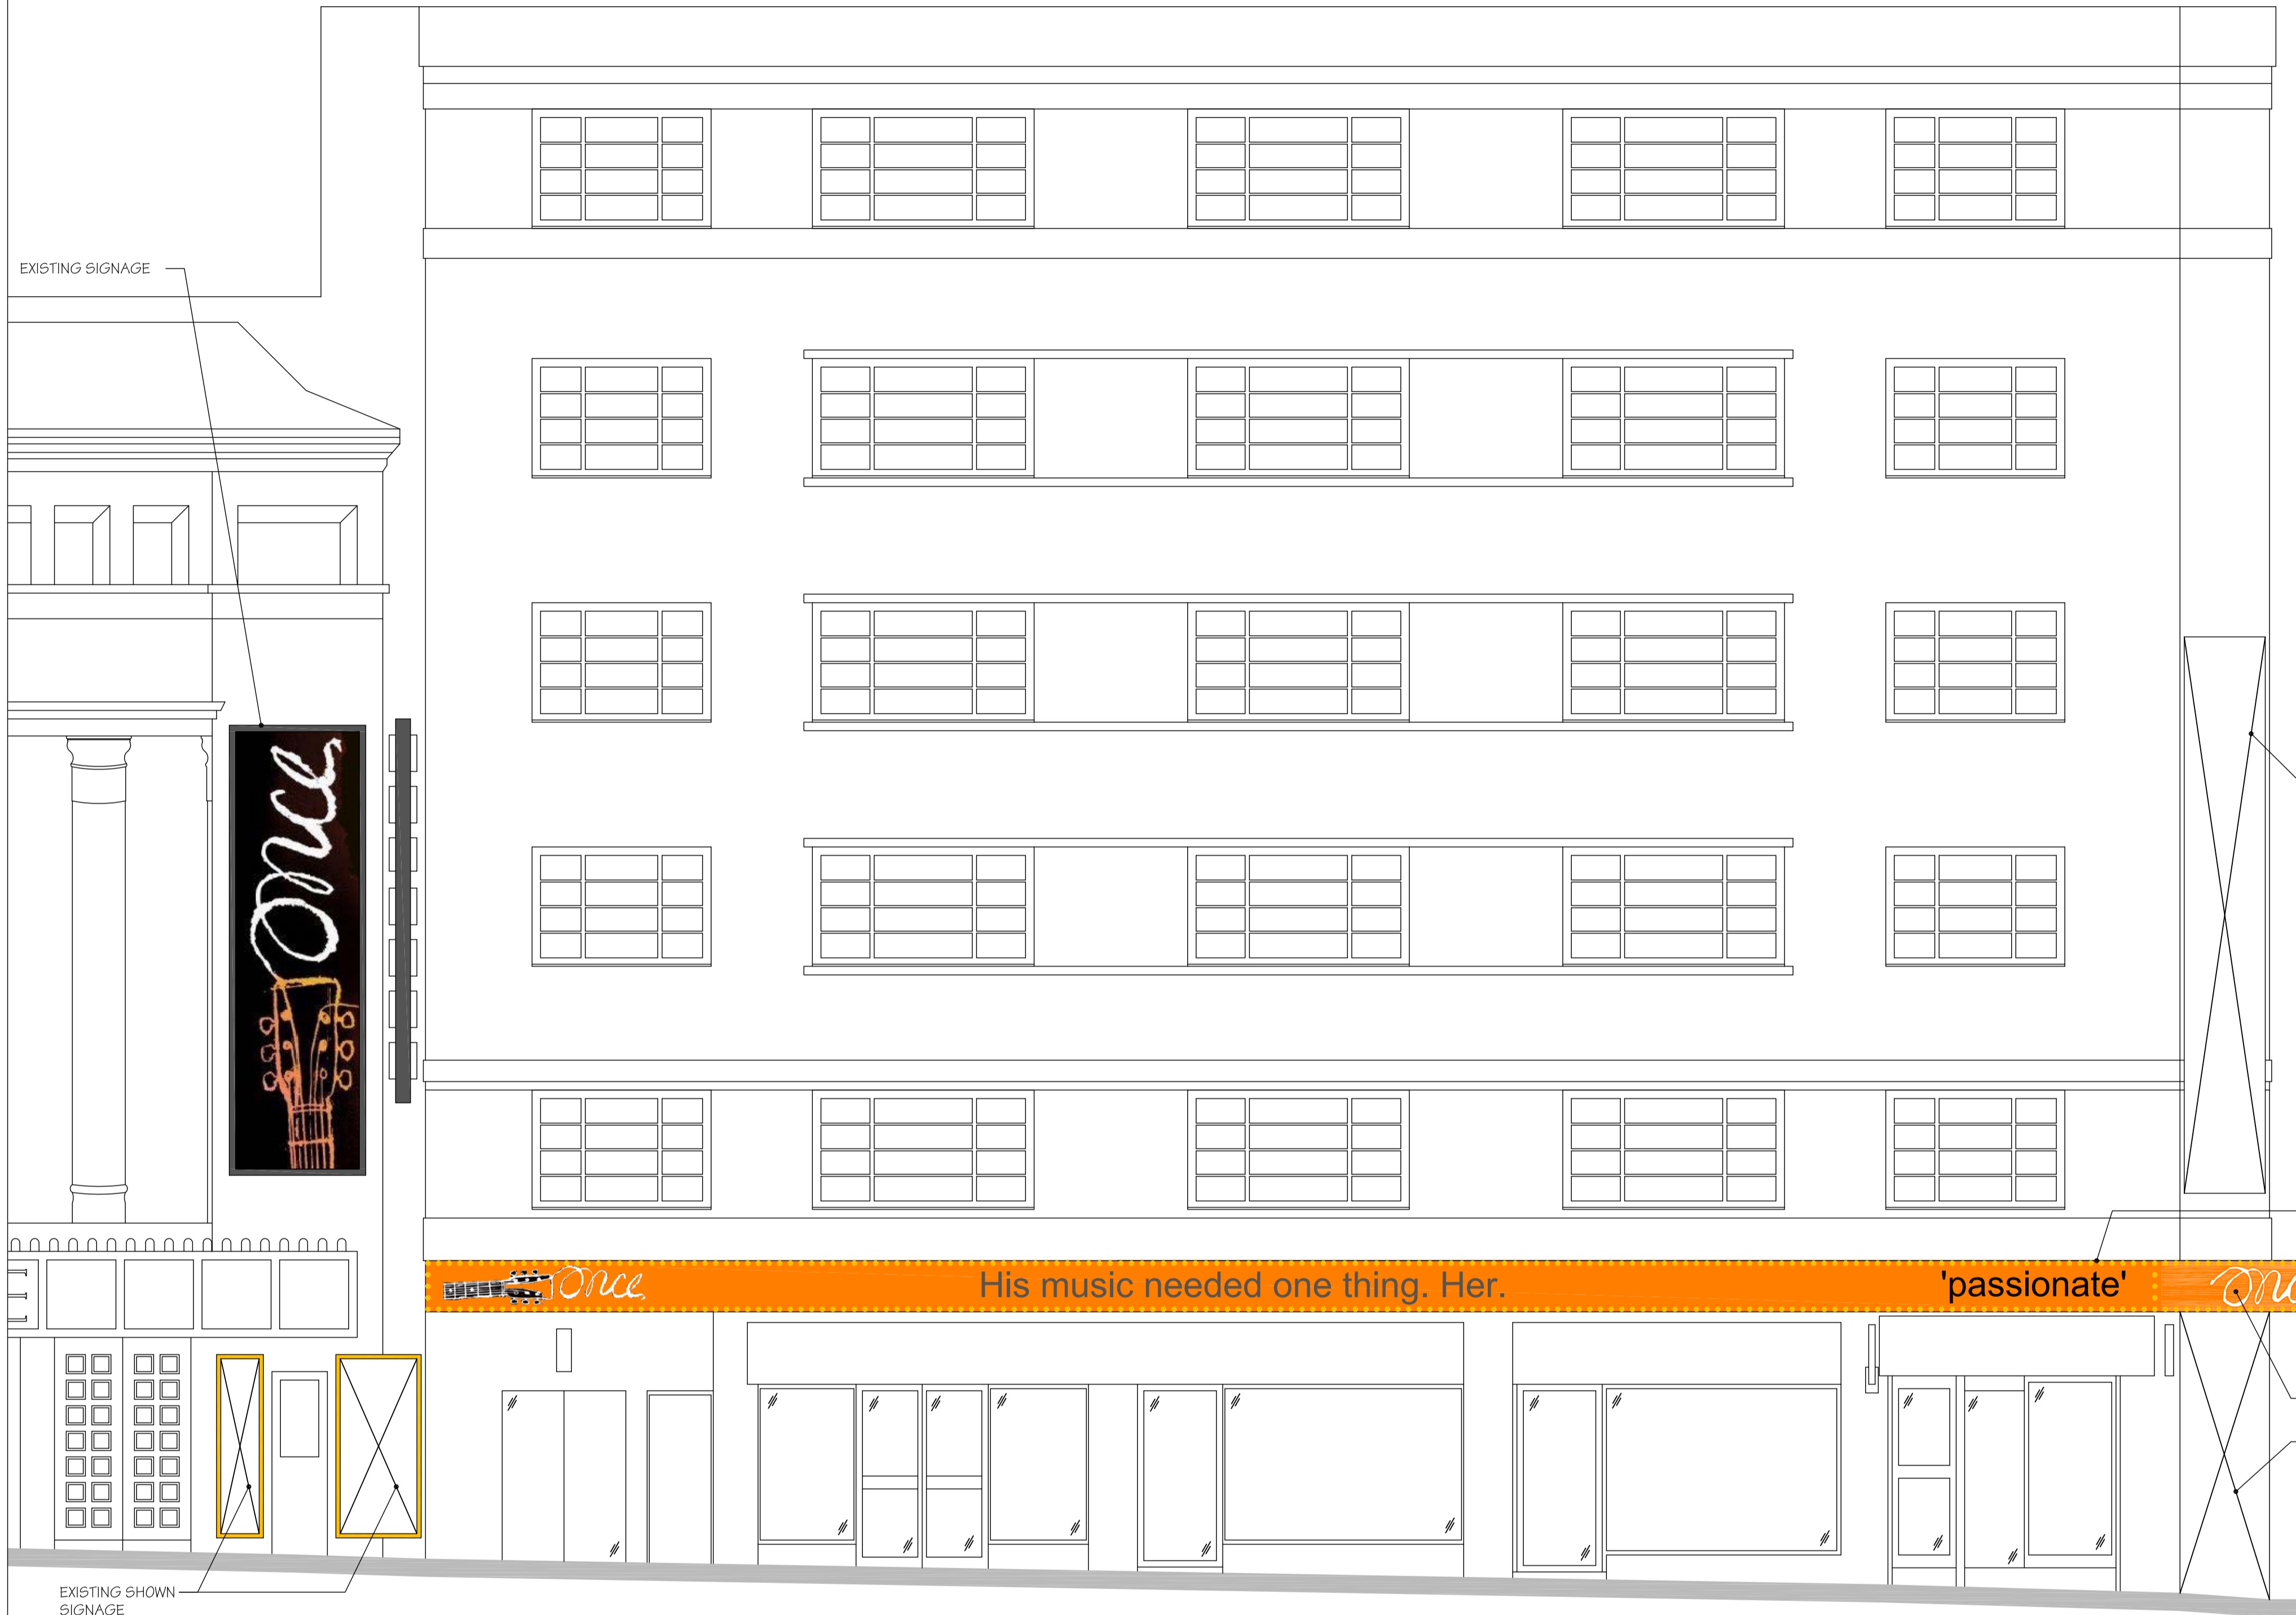 EXISTING SIGNAGE
once
once
His music needed one thing. Her.
'passionate'
EXISTING SHOWN
SIGNAGE